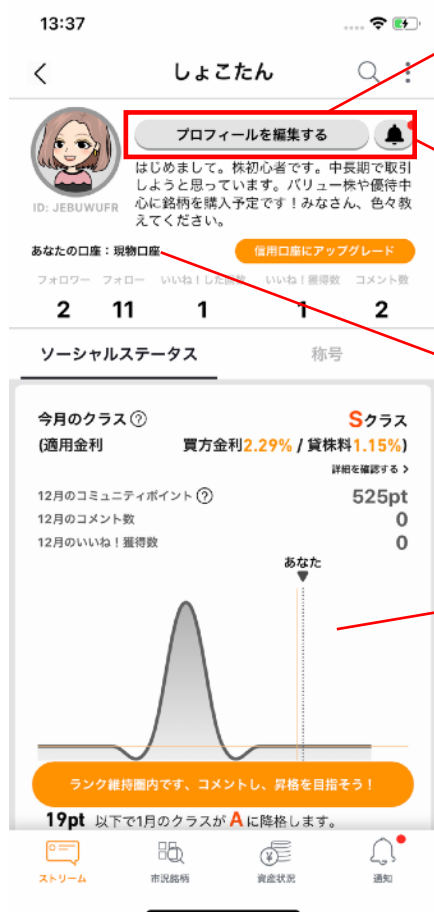 13:37
しょこたん
プロフィールを編集する
はじめまして。株初心者です。中長期で取引
しようと思っています。バリュー株や優待中
心に銘柄を購入予定です！みなさん、色々教
えてください。
ID: JEBUWUFR
あなたの口座：現物口座
信用口座にアップグレード
フォロワー フォロー いいね！した回数 いいね！獲得数 コメント数
2 11 1 1 2
ソーシャルステータス 称号
今月のクラス ? Sクラス
(適用金利 買方金利2.29% / 貸株料1.15%)
詳細を確認する >
12月のコミュニティポイント ? 525pt
12月のコメント数 0
12月のいいね！獲得数 0
あなた
ランク維持圏内です、コメントし、昇格を目指そう！
19pt 以下で1月のクラスが A に降格します。
ストリーム 市況銘柄 資産状況 通知